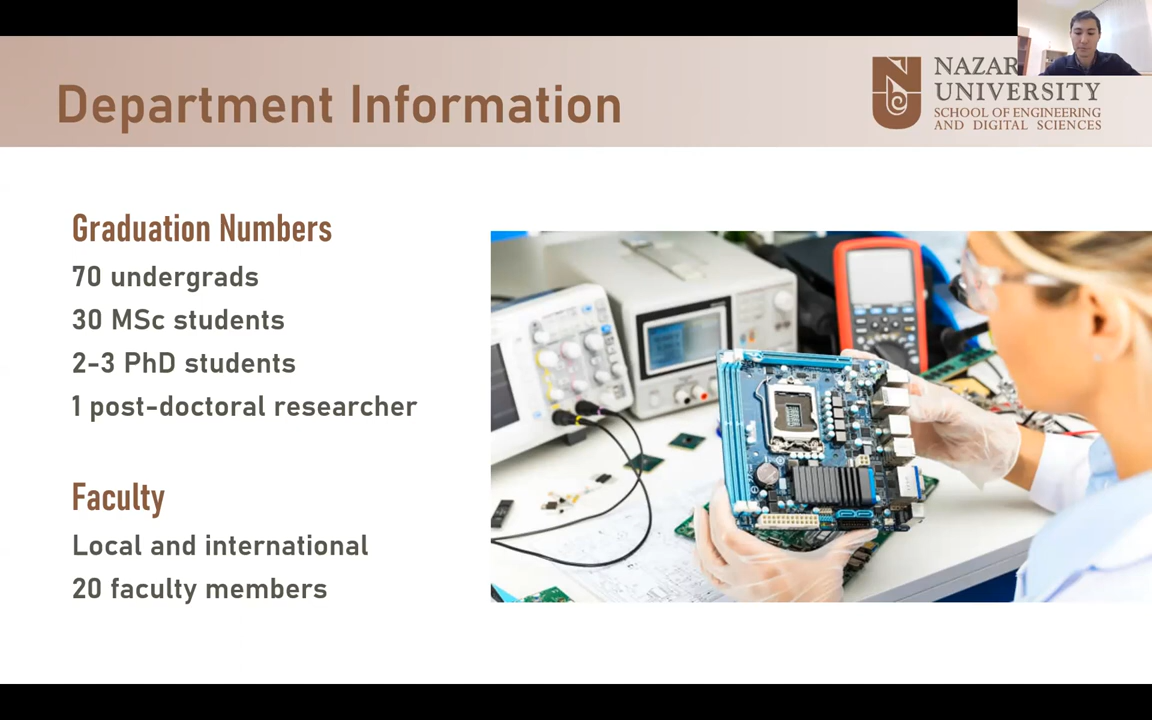 Department Information
NAZAR
UNIVERSITY
SCHOOL OF ENGINEERING
AND DIGITAL SCIENCES
Graduation Numbers
70 undergrads
30 MSc students
2-3 PhD students
1 post-doctoral researcher
Faculty
Local and international
20 faculty members